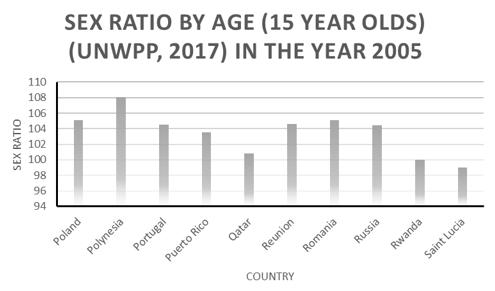 SEX RATIO BY AGE (15 YEAR OLDS)
(UNWPP, 2017) IN THE YEAR 2005
110
108
106
104
102
100
98
96
94
SEX RATIO
Poland
Polynesia
Portugal
Puerto Rico
Qatar
Reunion
Romania
Russia
Rwanda
Saint Lucia
COUNTRY